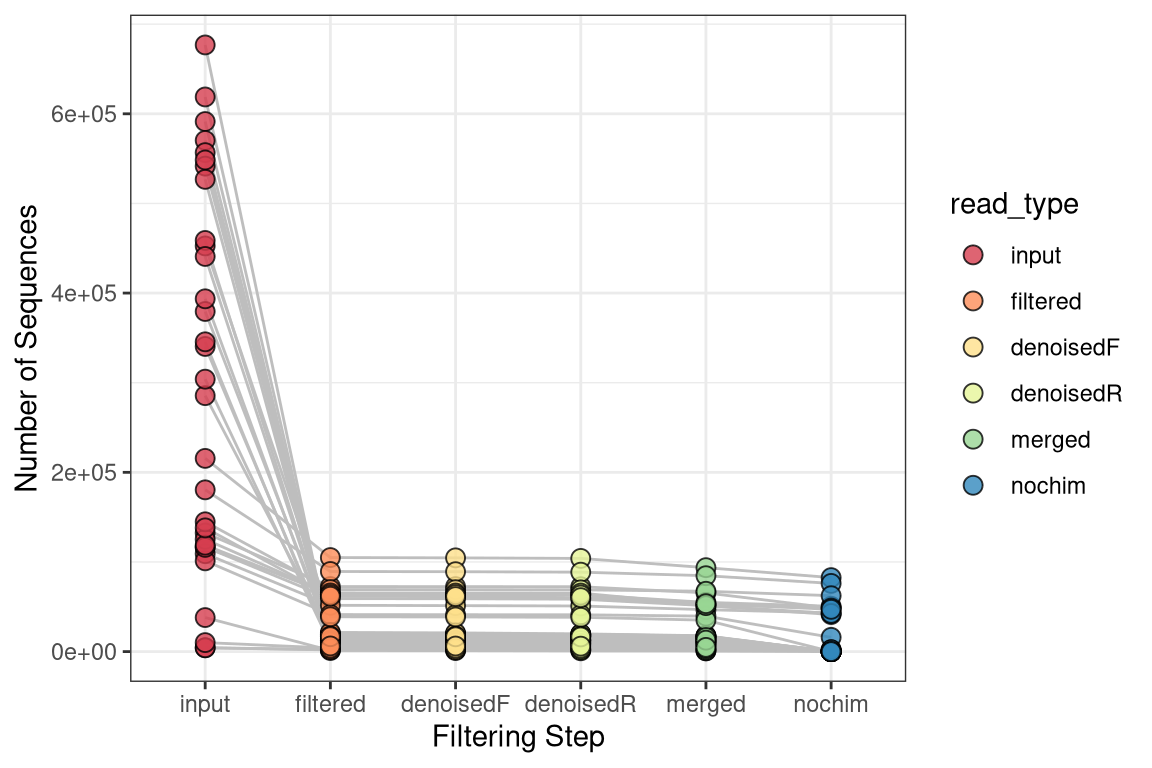 6e+05
4e+05
2e+05
0e+00
Number of Sequences
input
filtered
denoisedF
denoisedR
merged
nochim
Filtering Step
read_type
input
filtered
denoisedF
denoisedR
merged
nochim